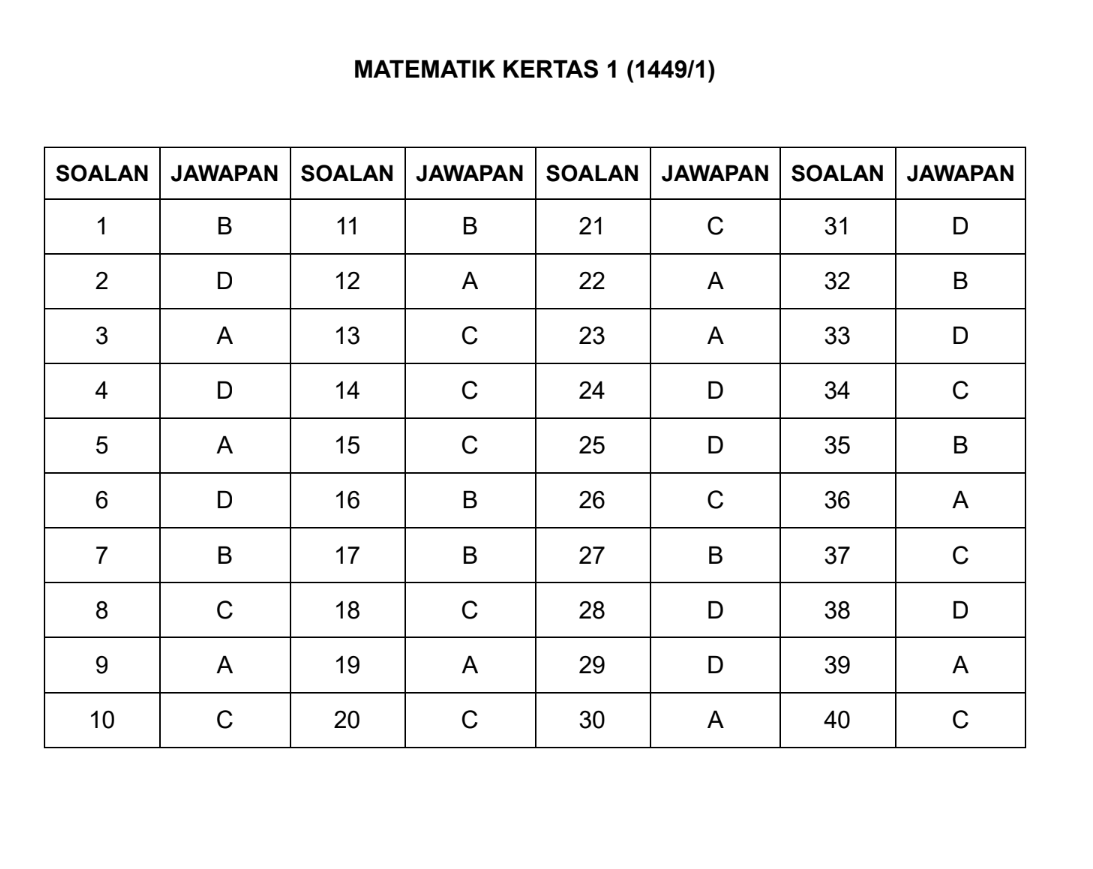 MATEMATIK KERTAS 1 (1449/1)
SOALAN JAWAPAN SOALAN JAWAPAN SOALAN JAWAPAN SOALAN JAWAPAN
1 B 11 B 21 C 31 D
2 D 12 A 22 A 32 B
3 A 13 C 23 A 33 D
4 D 14 C 24 D 34 C
5 A 15 C 25 D 35 B
6 D 16 B 26 C 36 A
7 B 17 B 27 B 37 C
8 C 18 C 28 D 38 D
9 A 19 A 29 D 39 A
10 C 20 C 30 A 40 C